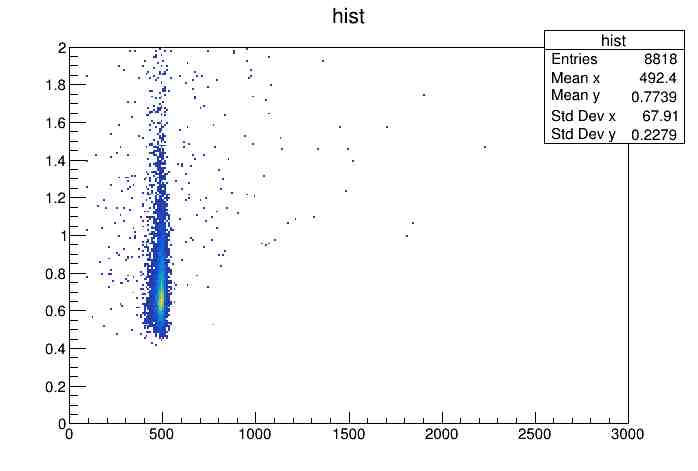 hist
hist
Entries 8818
Mean x 492.4
Mean y 0.7739
Std Dev x 67.91
Std Dev y 0.2279
2
1.8
1.6
1.4
1.2
1
0.8
0.6
0.4
0.2
0
0 500 1000 1500 2000 2500 3000